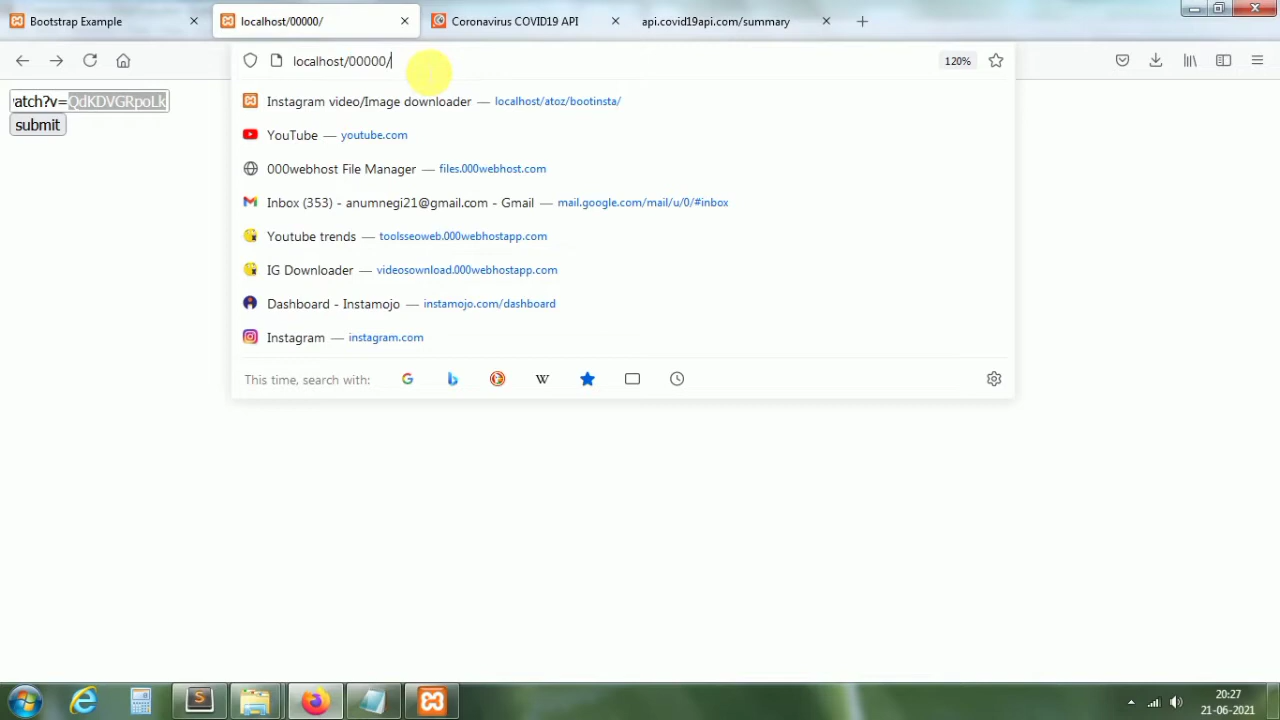 Bootstrap Example
localhost/00000/
Coronavirus COVID19 API
api.covid19api.com/summary
localhost/00000/
120%
atch?v=QdKDVGRpoLk
submit
Instagram video/Image downloader — localhost/atoz/bootinsta/
YouTube — youtube.com
000webhost File Manager — files.000webhost.com
Inbox (353) - anumnegi21@gmail.com - Gmail — mail.google.com/mail/u/0/#inbox
Youtube trends — toolsseoweb.000webhostapp.com
IG Downloader — videosownload.000webhostapp.com
Dashboard - Instamojo — instamojo.com/dashboard
Instagram — instagram.com
This time, search with:
20:27
21-06-2021